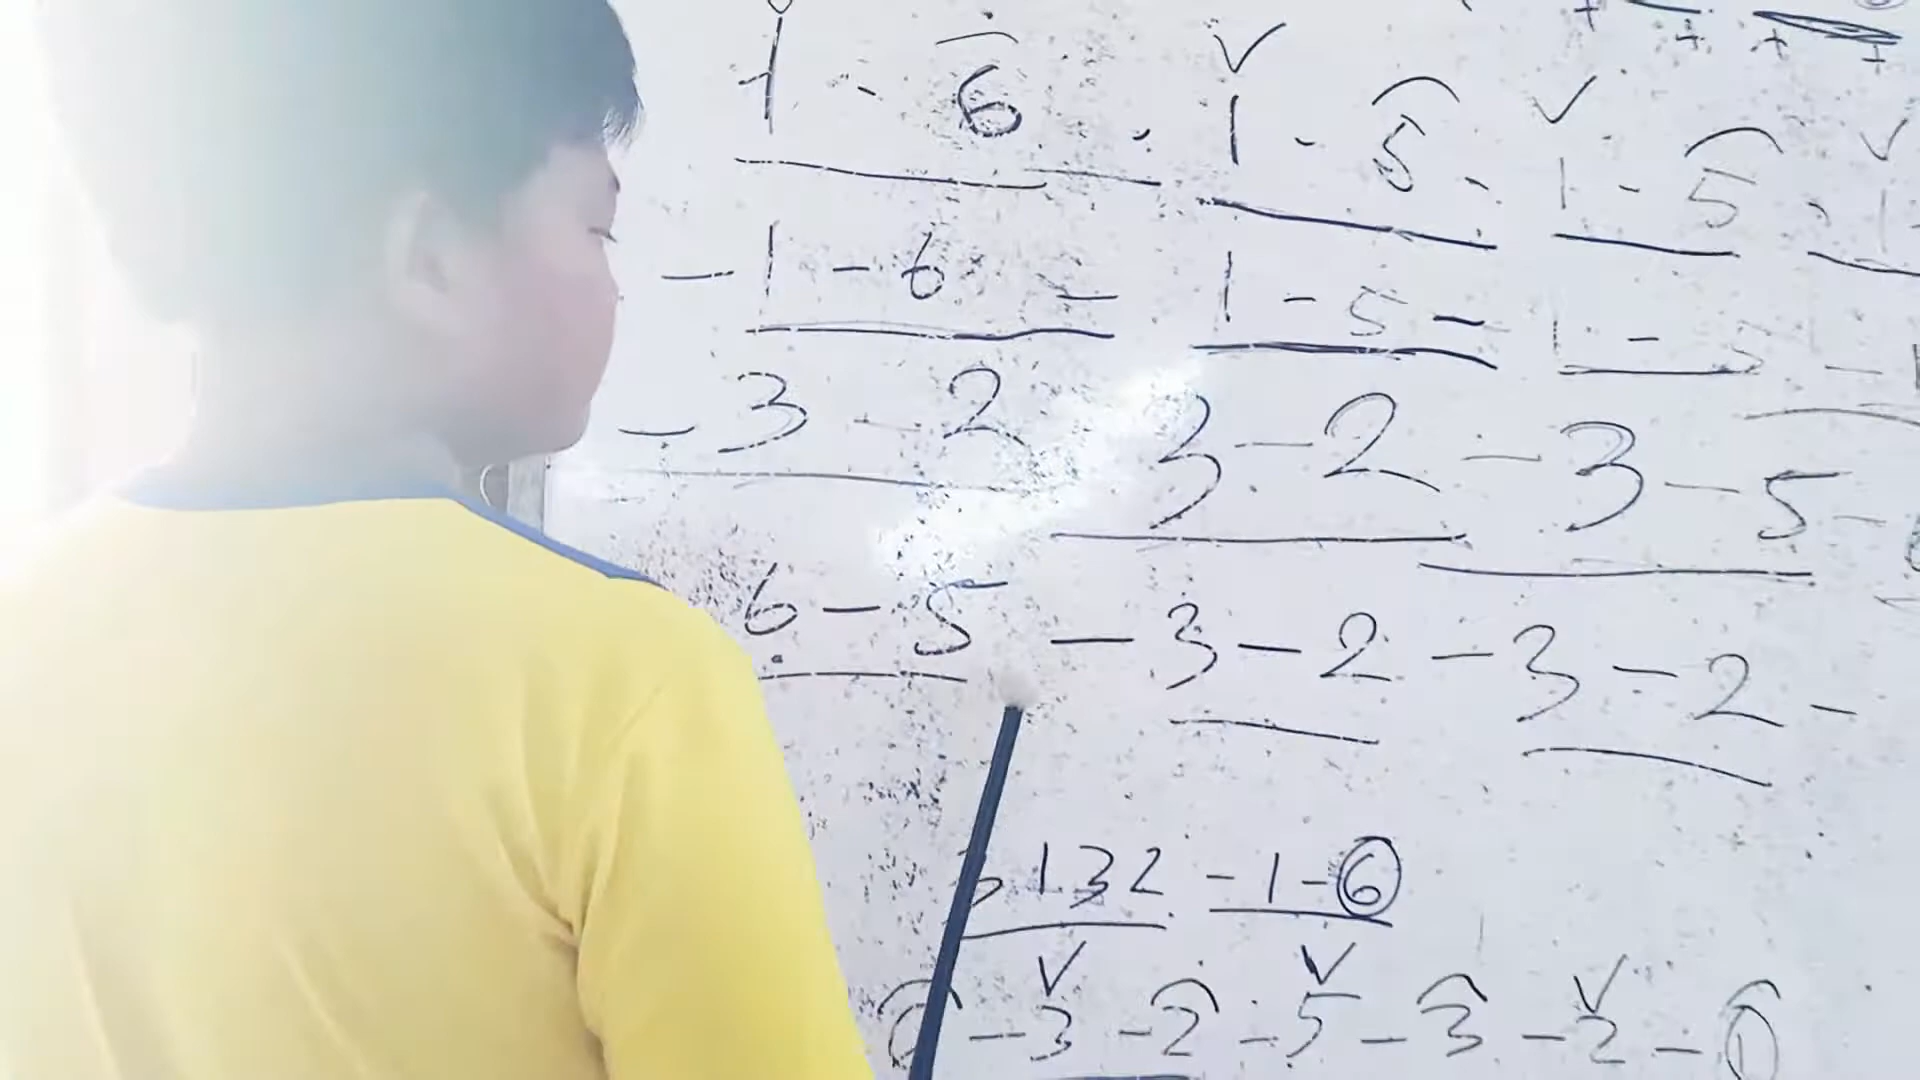 1 - 6 . 1 - 5 - 1 - 5 . 1 -
- 1 - 6 = 1 - 5 = 1 -
- 3 - 2 3 - 2 - 3 - 5 -
6 - 5 - 3 - 2 - 3 - 2 -
3 132 - 1 - 6
- 3 - 2 - 5 - 3 - 2 -